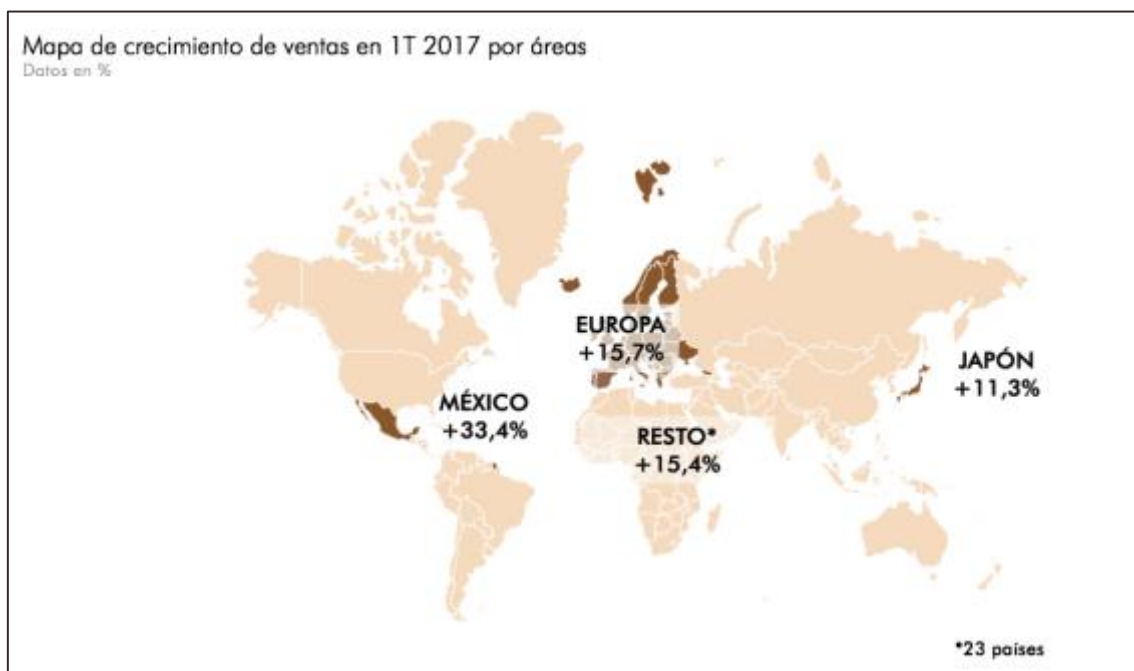 Mapa de crecimiento de ventas en 1T 2017 por áreas
Datos en %
EUROPA
+15,7%
JAPÓN
+11,3%
MÉXICO
+33,4%
RESTO*
+15,4%
*23 países